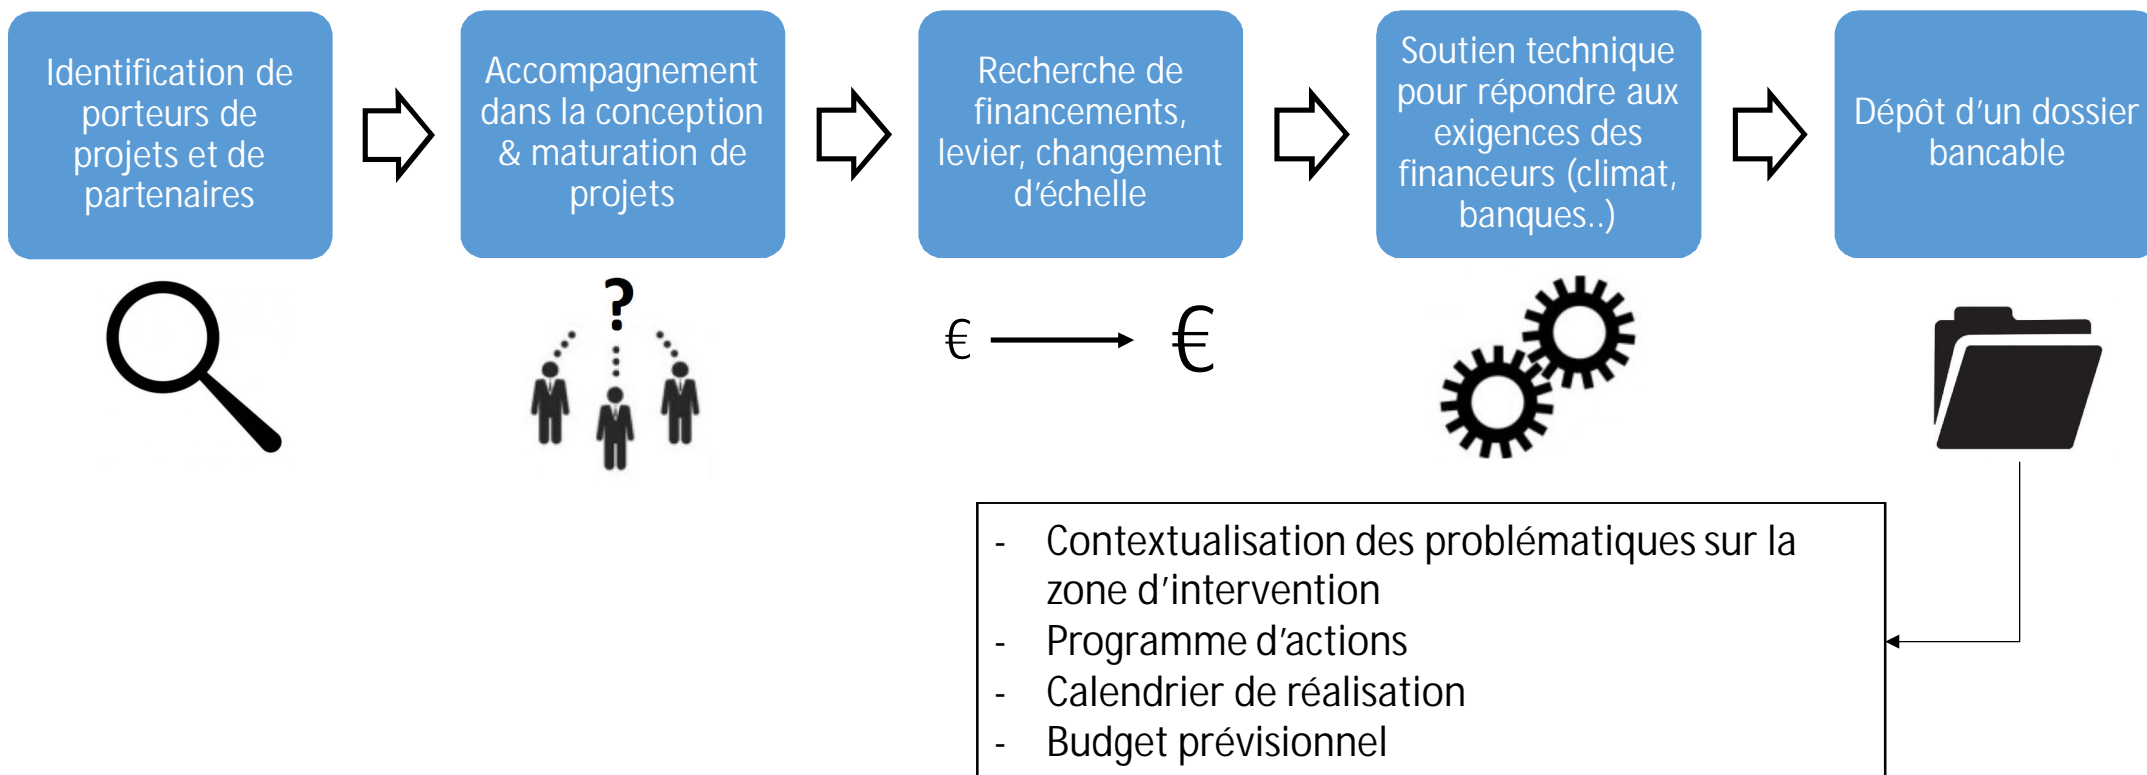 Identification de
porteurs de
projets et de
partenaires
Accompagnement
dans la conception
& maturation de
projets
Recherche de
financements,
levier, changement
d’échelle
Soutien technique
pour répondre aux
exigences des
financeurs (climat,
banques..)
Dépôt d’un dossier
bancable
?
€
€
- Contextualisation des problématiques sur la
zone d’intervention
- Programme d’actions
- Calendrier de réalisation
- Budget prévisionnel